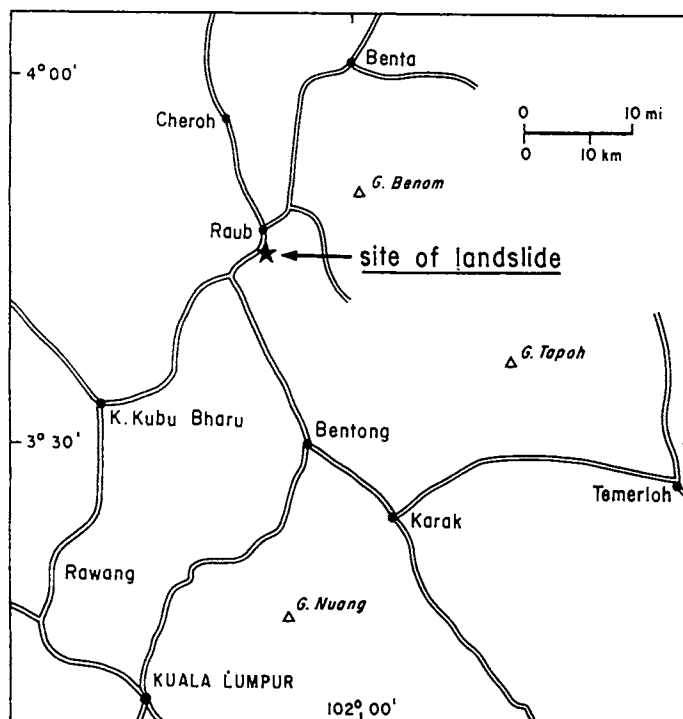 4° 00'
Benta
Cheroh
0 10 mi
0 10 km
G. Benom
Raub
site of landslide
G. Tapah
K. Kubu Bharu
3° 30'
Bentong
Temerloh
Karak
Rawang
G. Nuang
KUALA LUMPUR
102° 00'